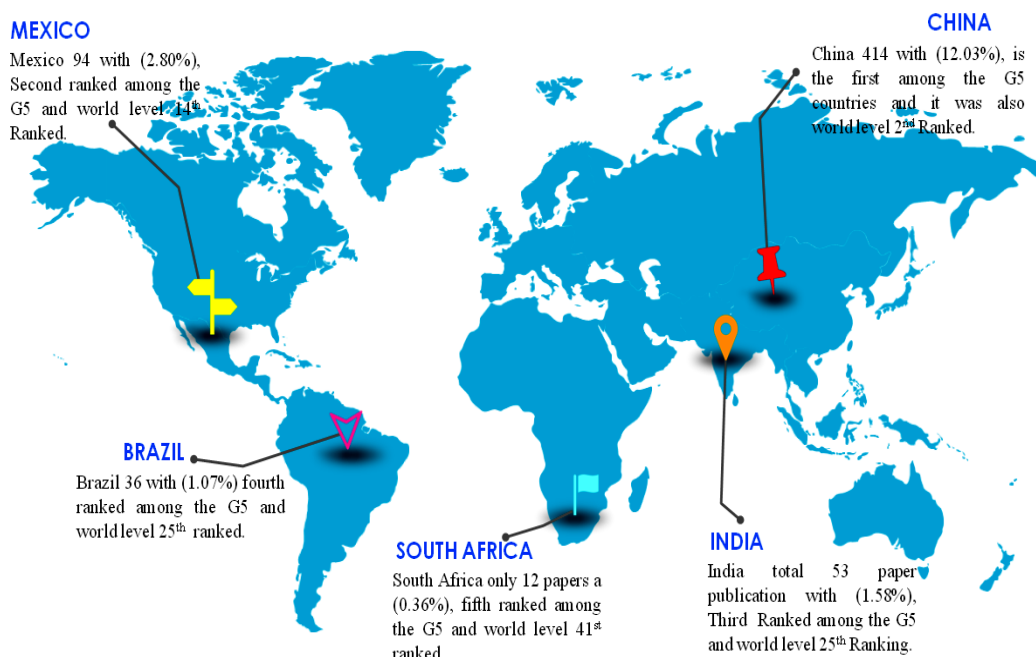 MEXICO
Mexico 94 with (2.80%),
Second ranked among the
G5 and world level 14th
Ranked.
CHINA
China 414 with (12.03%), is
the first among the G5
countries and it was also
world level 2nd Ranked.
BRAZIL
Brazil 36 with (1.07%) fourth
ranked among the G5 and
world level 25th ranked.
SOUTH AFRICA
South Africa only 12 papers a
(0.36%), fifth ranked among
the G5 and world level 41st
ranked
INDIA
India total 53 paper
publication with (1.58%),
Third Ranked among the G5
and world level 25th Ranking.